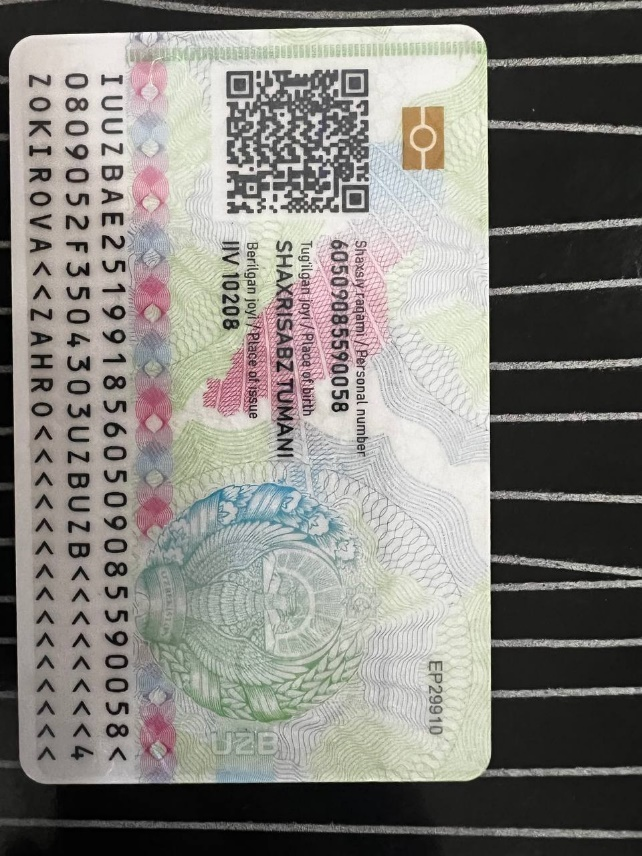 Shaxsiy raqami / Personal number
60509085590058
Tug'ilgan joyi / Place of birth
SHAXRISABZ TUMANI
Berilgan joyi / Place of issue
IIV 10208
EP29910
UZB
IUUZBAE25199918560509085590058<
0809052F3504303UZBUZB<<<<<<<4
ZOKIROVA<<ZAHRO<<<<<<<<<<<<<<<